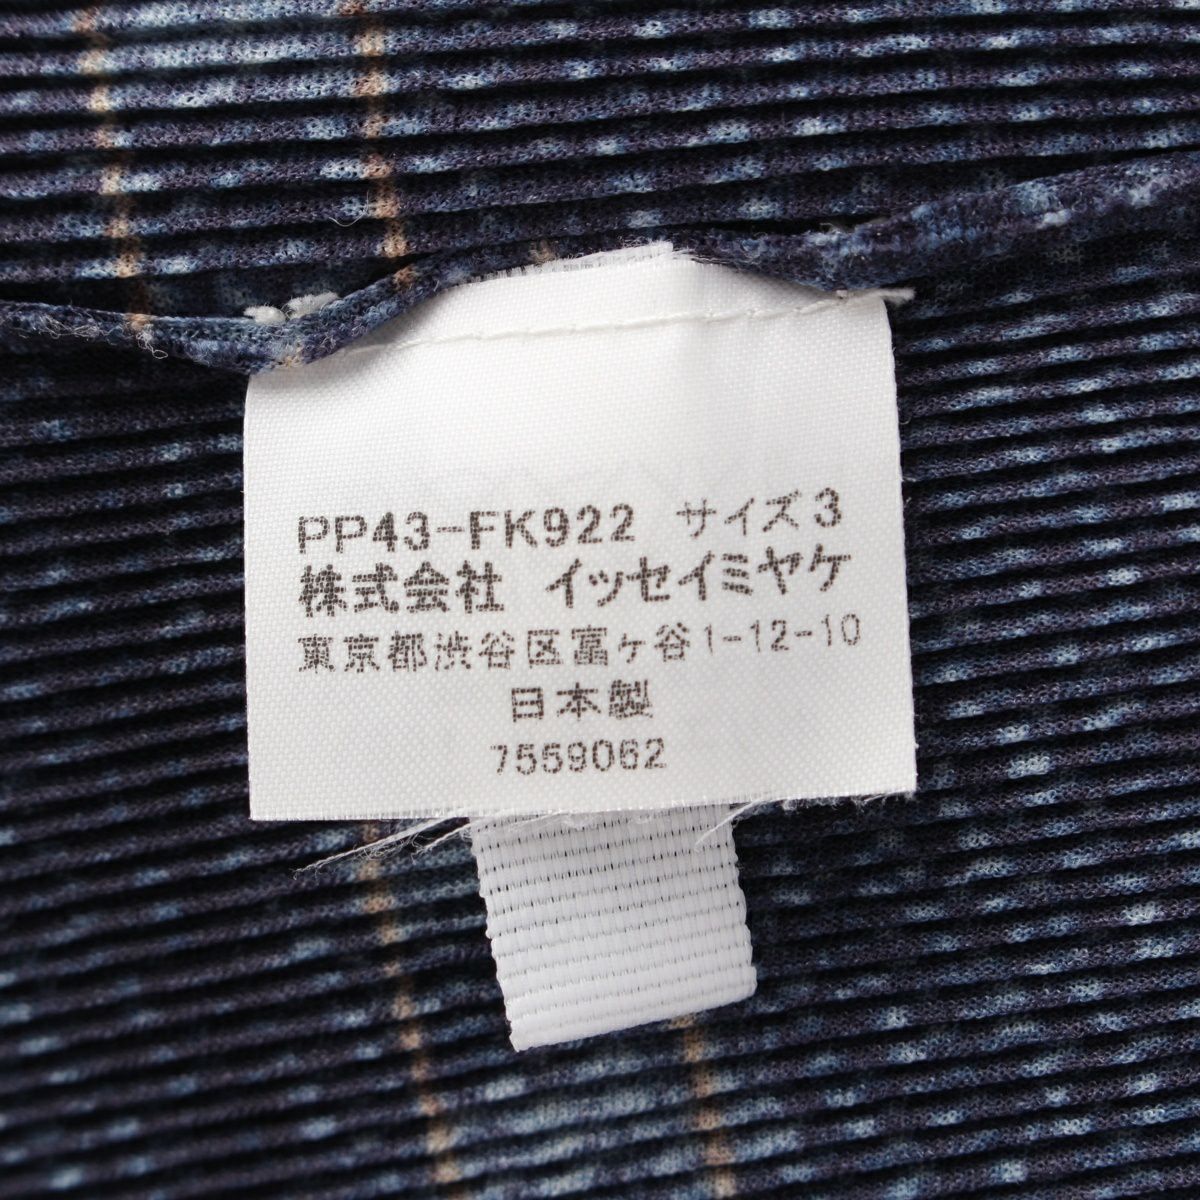 PP43-FK922 サイズ3
株式会社 イッセイミヤケ
東京都渋谷区富ヶ谷1-12-10
日本製
7559062